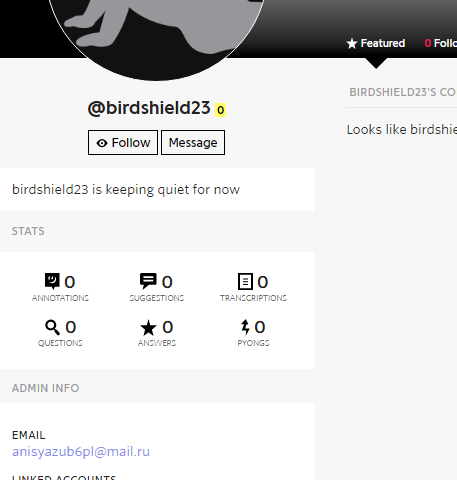 Featured
0 Follo
@birdshield23 0
Follow
Message
BIRDSHIELD23'S CO
Looks like birdshie
birdshield23 is keeping quiet for now
STATS
0 0 0
ANNOTATIONS SUGGESTIONS TRANSCRIPTIONS
0 0 0
QUESTIONS ANSWERS PYONGS
ADMIN INFO
EMAIL
anisyazub6pl@mail.ru
LINKED ACCOUNTS